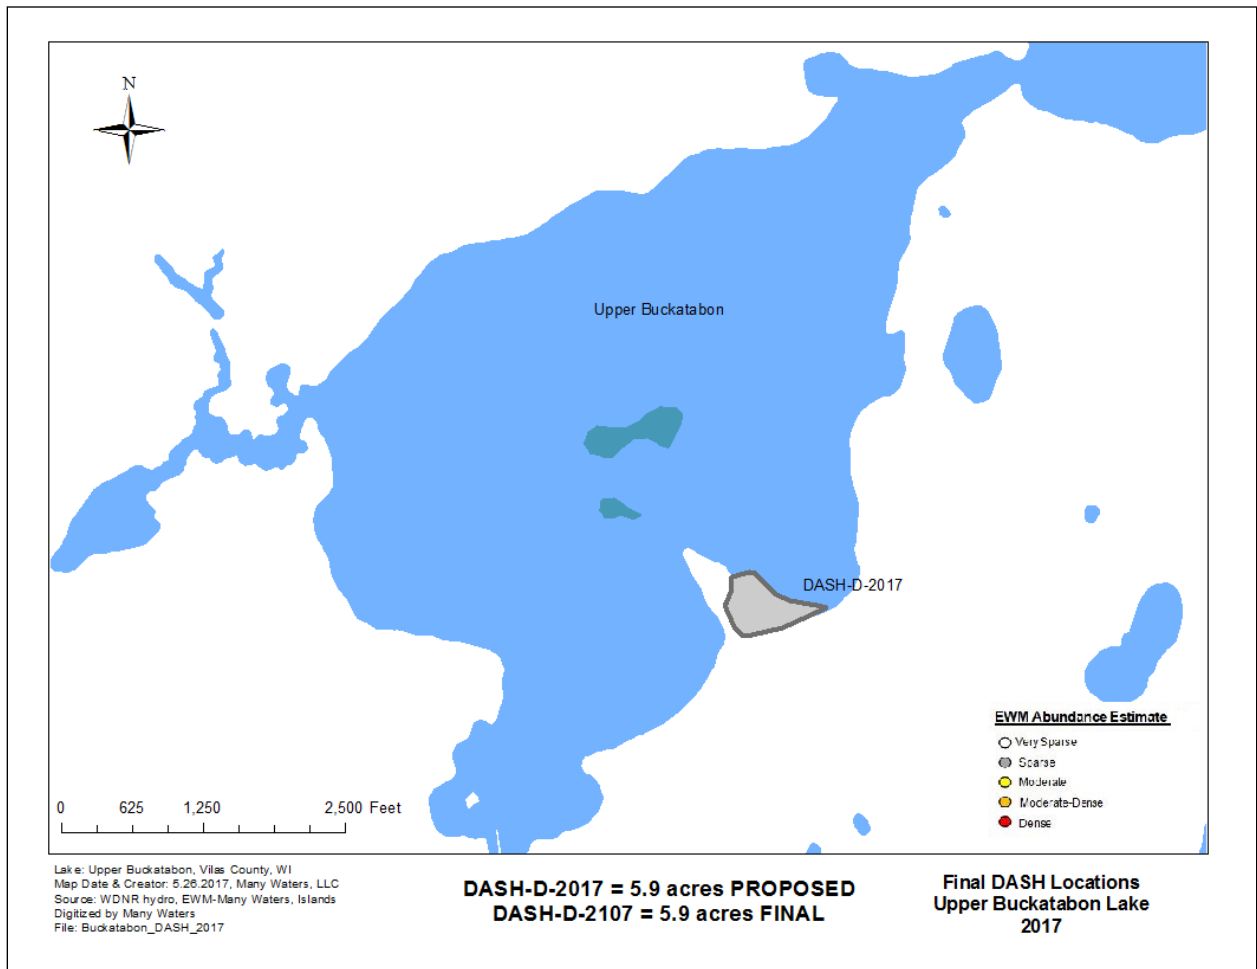 N
Upper Buckatabon
DASH-D-2017
EWM Abundance Estimate
Very Sparse
Sparse
Moderate
Moderate-Dense
Dense
0 625 1,250 2,500 Feet
Lake: Upper Buckatabon, Vilas County, WI
Map Date & Creator: 5.26.2017, Many Waters, LLC
Source: WDNR hydro, EWM-Many Waters, Islands
Digitized by Many Waters
File: Buckatabon_DASH_2017
DASH-D-2017 = 5.9 acres PROPOSED
DASH-D-2107 = 5.9 acres FINAL
Final DASH Locations
Upper Buckatabon Lake
2017